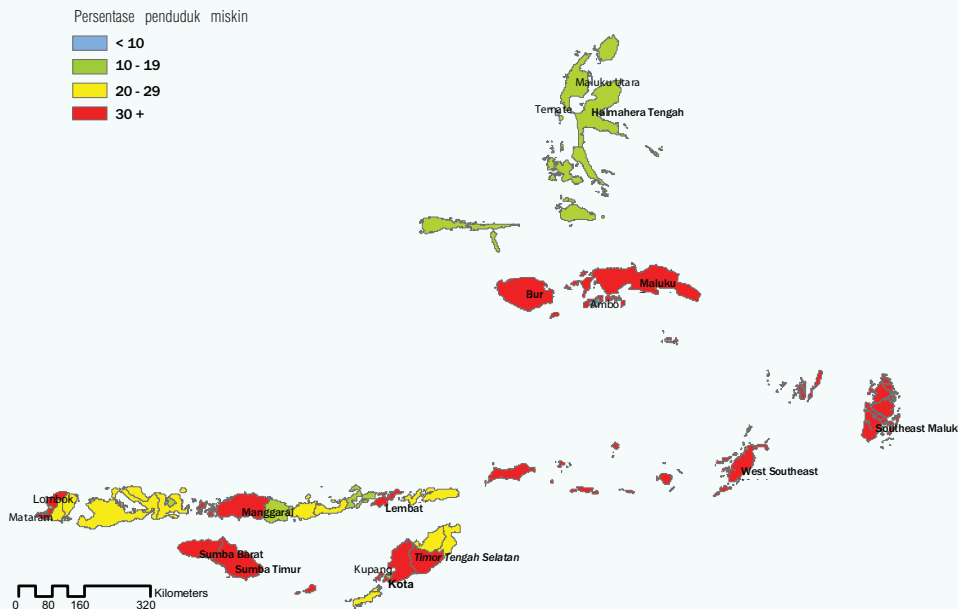 Persentase penduduk miskin
< 10
10 - 19
20 - 29
30 +
Maluku Utara
Ternate
Halmahera Tengah
Maluku
Bur
Ambo
Southeast Maluk
West Southeast
Lombok
Mataram
Manggarai
Lembat
Sumba Barat
Sumba Timur
Timor Tengah Selatan
Kupang
Kota
Kilometers
0 80 160 320